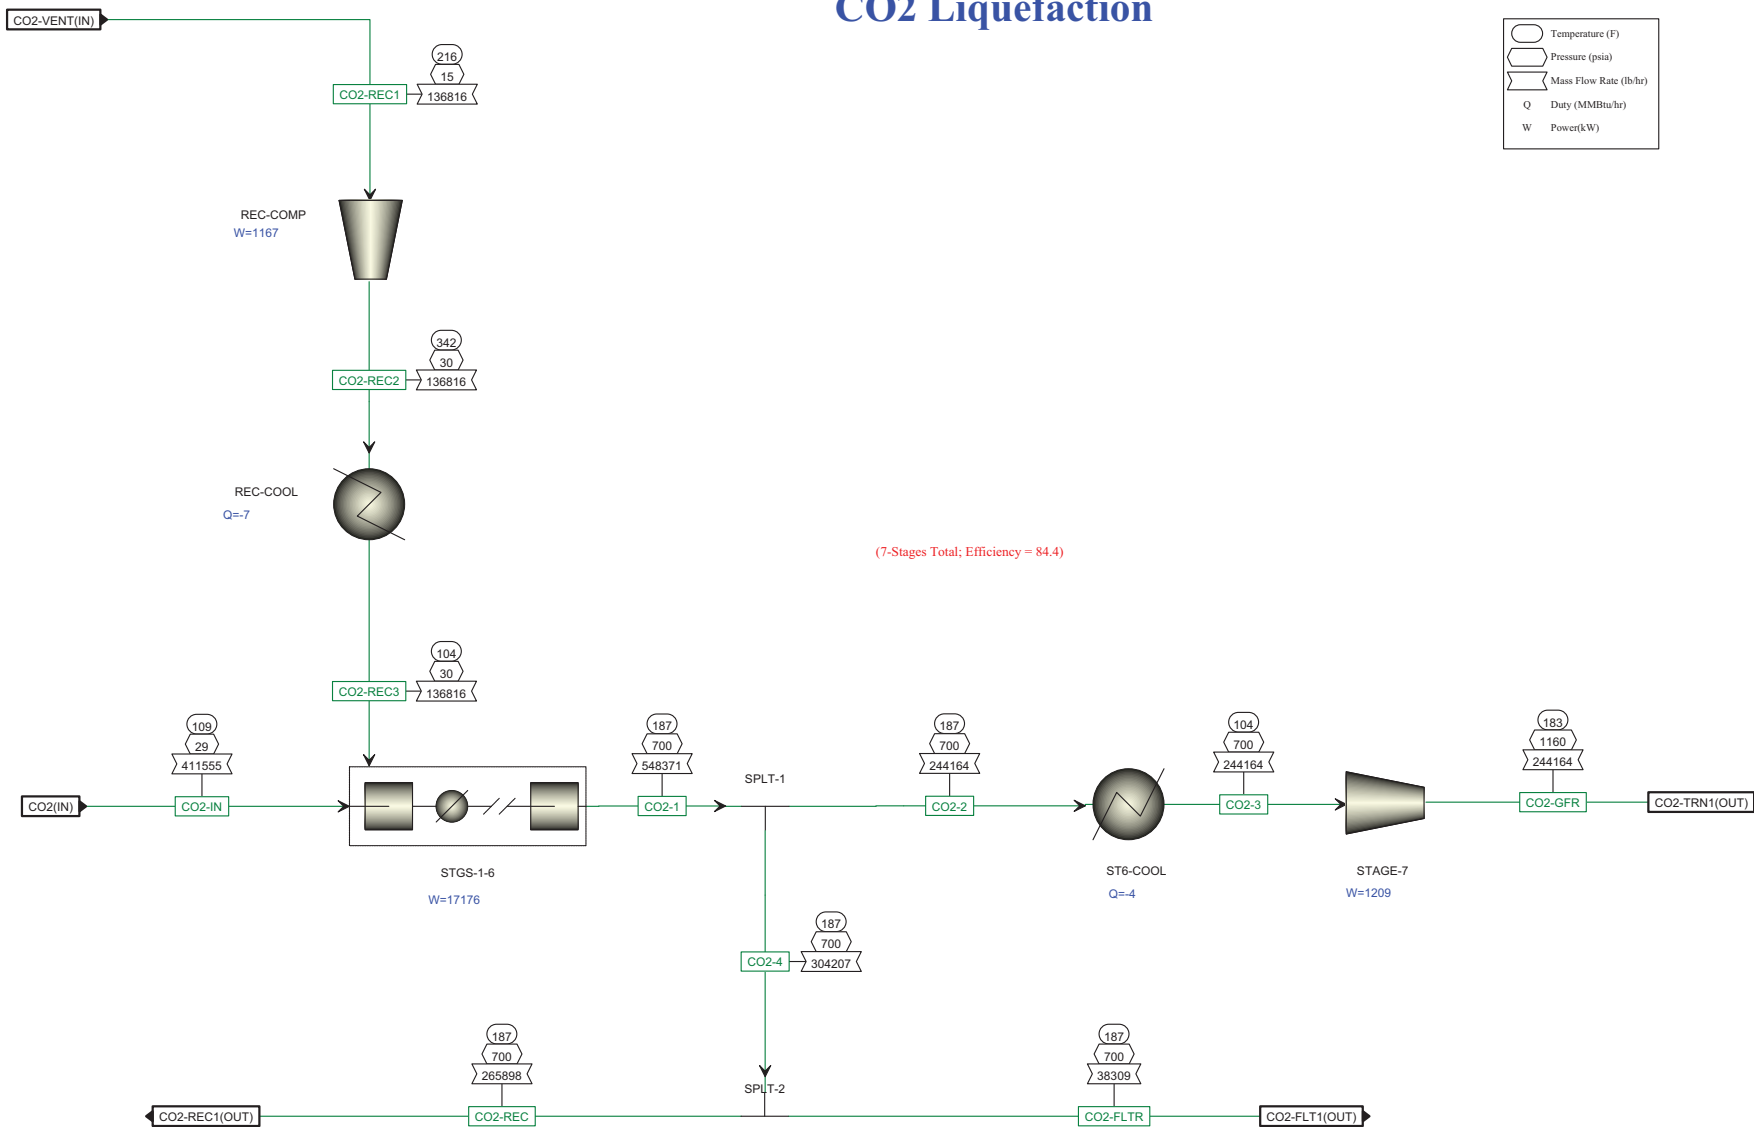 CO2 Liquefaction
CO2-VENT(IN)
Temperature (F)
Pressure (psia)
Mass Flow Rate (lb/hr)
Q Duty (MMBtu/hr)
W Power(kW)
216
15
CO2-REC1
136816
REC-COMP
W=1167
342
30
CO2-REC2
136816
REC-COOL
Q=-7
(7-Stages Total; Efficiency = 84.4)
104
30
CO2-REC3
136816
109
29
411555
CO2(IN)
CO2-IN
STGS-1-6
W=17176
187
700
548371
CO2-1
SPLT-1
187
700
244164
CO2-2
ST6-COOL
Q=-4
104
700
244164
CO2-3
STAGE-7
W=1209
183
1160
244164
CO2-GFR
CO2-TRN1(OUT)
187
700
CO2-4
304207
187
700
265898
CO2-REC1(OUT)
CO2-REC
SPLT-2
187
700
38309
CO2-FLTR
CO2-FLT1(OUT)